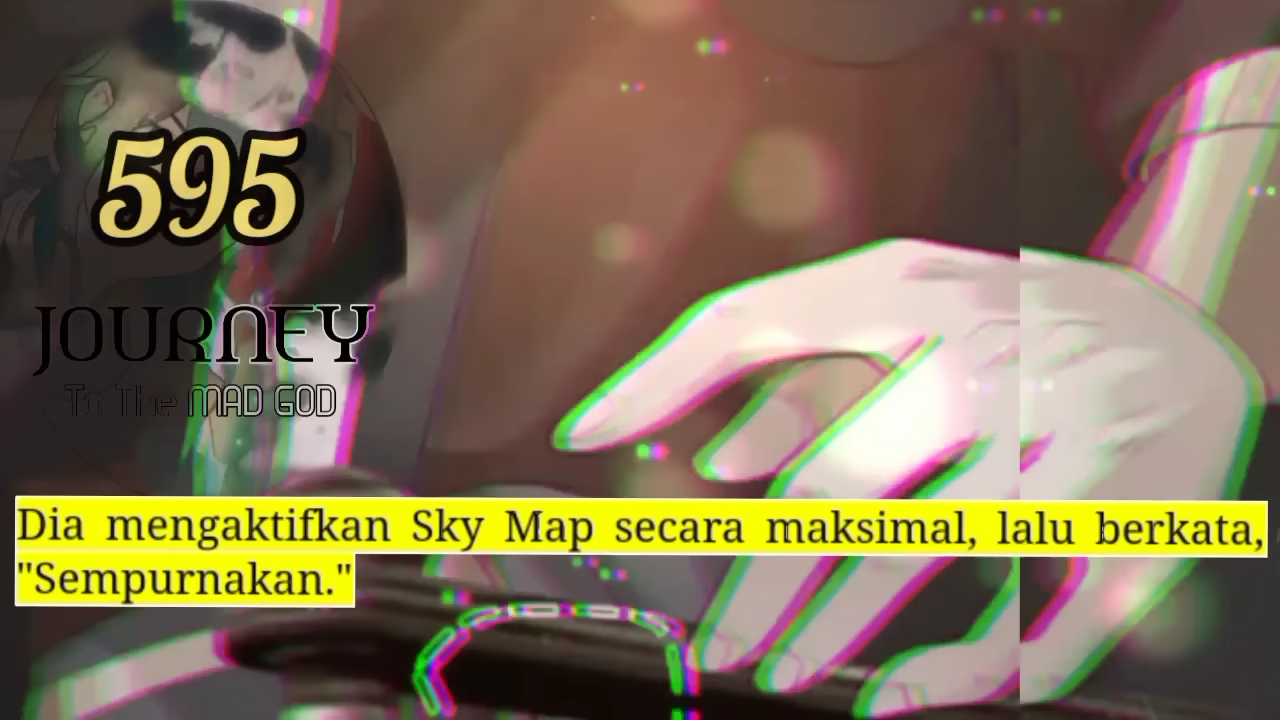 595
JOURNEY
To The MAD GOD
Dia mengaktifkan Sky Map secara maksimal, lalu berkata,
"Sempurnakan."